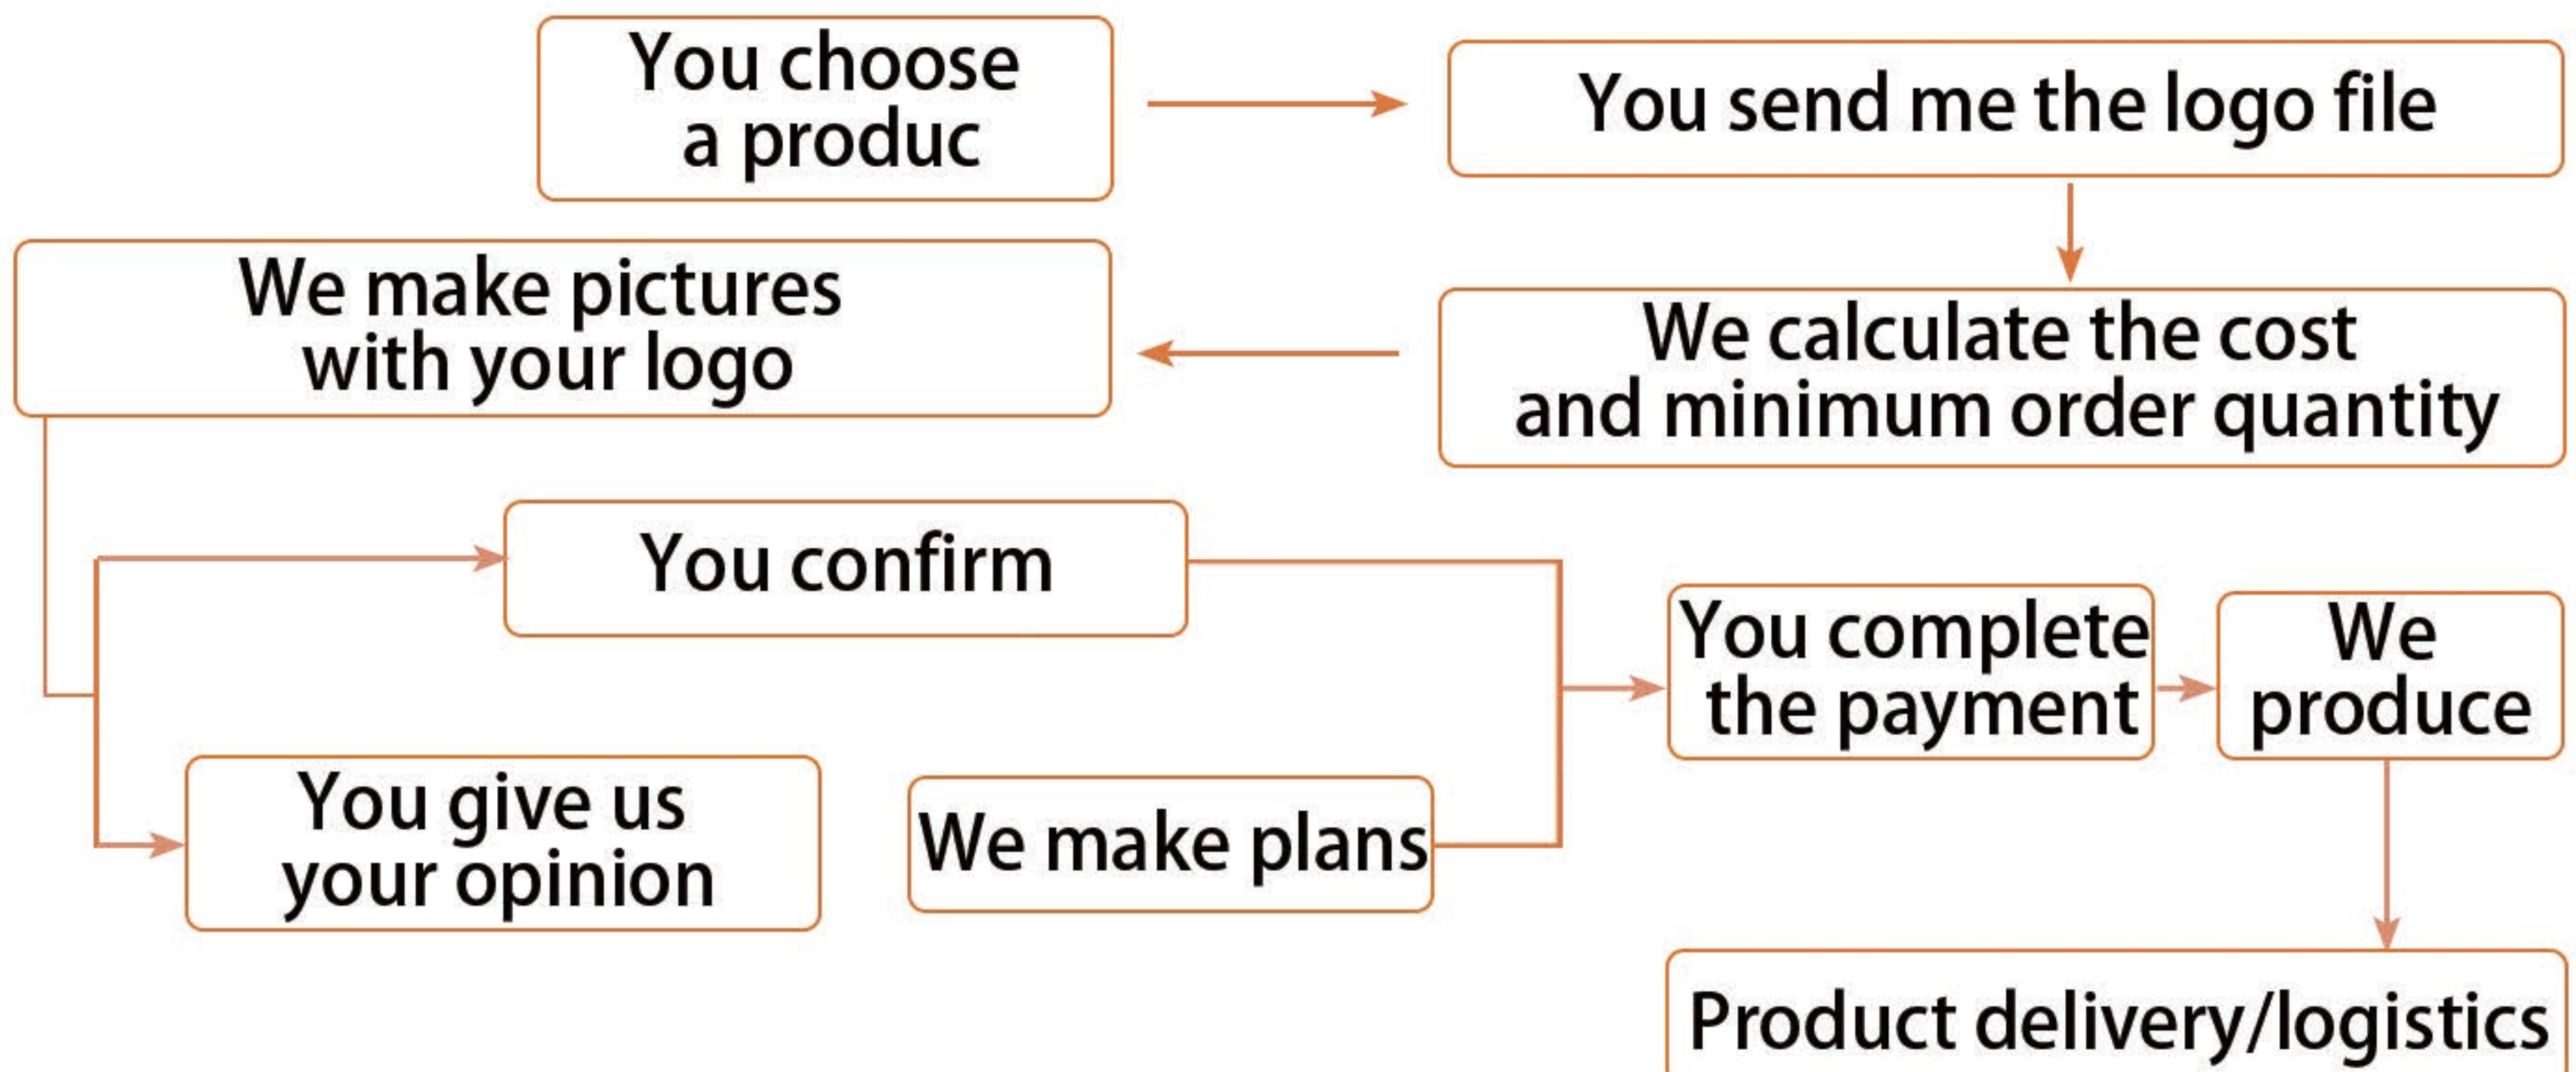 You choose
a produc
You send me the logo file
We calculate the cost
and minimum order quantity
We make pictures
with your logo
You confirm
You give us
your opinion
We make plans
You complete
the payment
We
produce
Product delivery/logistics